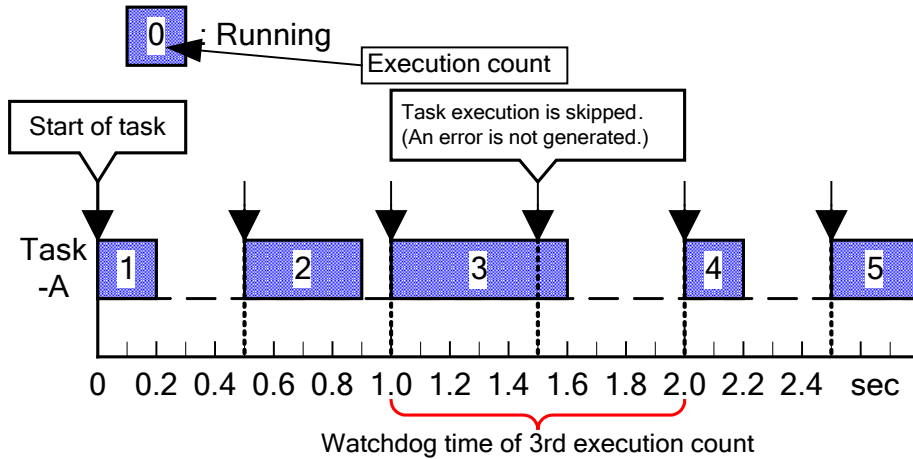 0 : Running
Execution count
Start of task
Task execution is skipped.
(An error is not generated.)
Task
-A
1 2 3 4 5
0 0.2 0.4 0.6 0.8 1.0 1.2 1.4 1.6 1.8 2.0 2.2 2.4 sec
Watchdog time of 3rd execution count